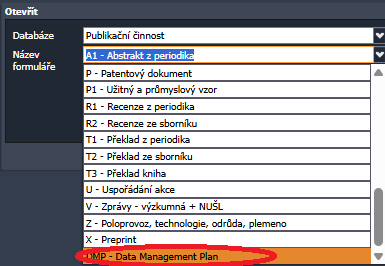 Otevřít
Databáze
Publikační činnost
Název formuláře
A1 - Abstrakt z periodika
P - Patentový dokument
P1 - Užitný a průmyslový vzor
R1 - Recenze z periodika
R2 - Recenze ze sborníku
T1 - Překlad z periodika
T2 - Překlad ze sborníku
T3 - Překlad kniha
U - Uspořádání akce
V - Zprávy - výzkumná + NUŠL
Z - Poloprovoz, technologie, odrůda, plemeno
X - Preprint
DMP - Data Management Plan